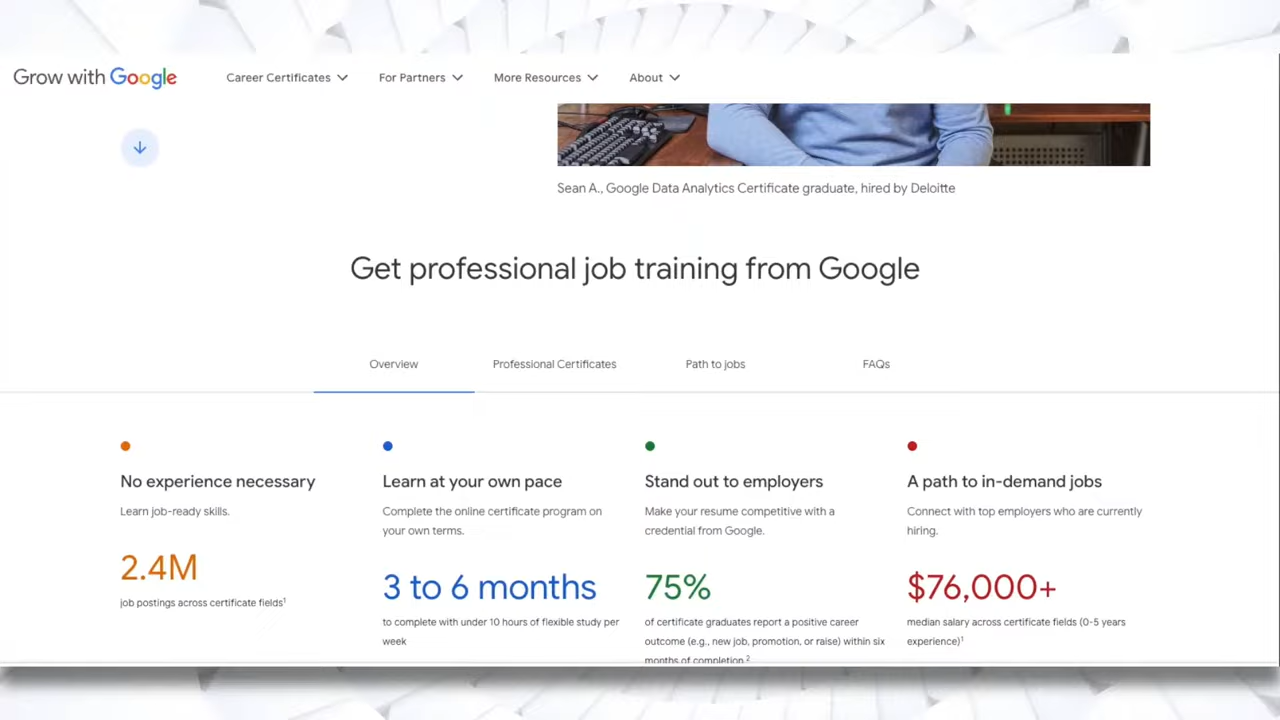 Grow with Google
Career Certificates
For Partners
More Resources
About
Sean A., Google Data Analytics Certificate graduate, hired by Deloitte
Get professional job training from Google
Overview
Professional Certificates
Path to jobs
FAQs
No experience necessary
Learn job-ready skills.
2.4M
job postings across certificate fields¹
Learn at your own pace
Complete the online certificate program on
your own terms.
3 to 6 months
to complete with under 10 hours of flexible study per
week
Stand out to employers
Make your resume competitive with a
credential from Google.
75%
of certificate graduates report a positive career
outcome (e.g., new job, promotion, or raise) within six
months of completion.²
A path to in-demand jobs
Connect with top employers who are currently
hiring.
$76,000+
median salary across certificate fields (0-5 years
experience)¹